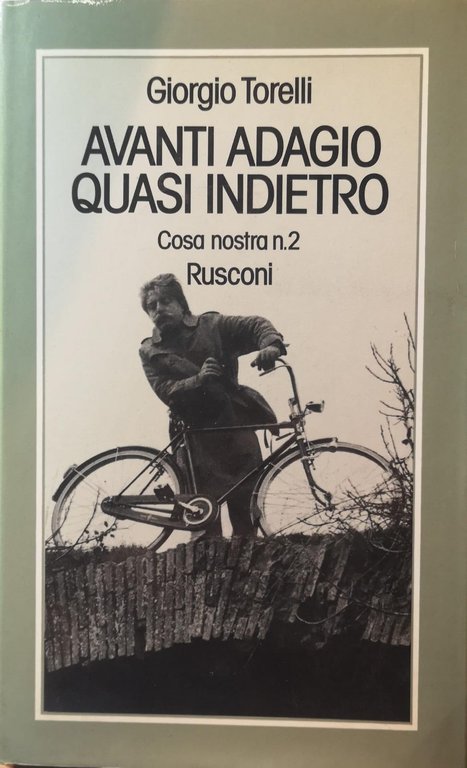 Giorgio Torelli
AVANTI ADAGIO
QUASI INDIETRO
Cosa nostra n.2
Rusconi